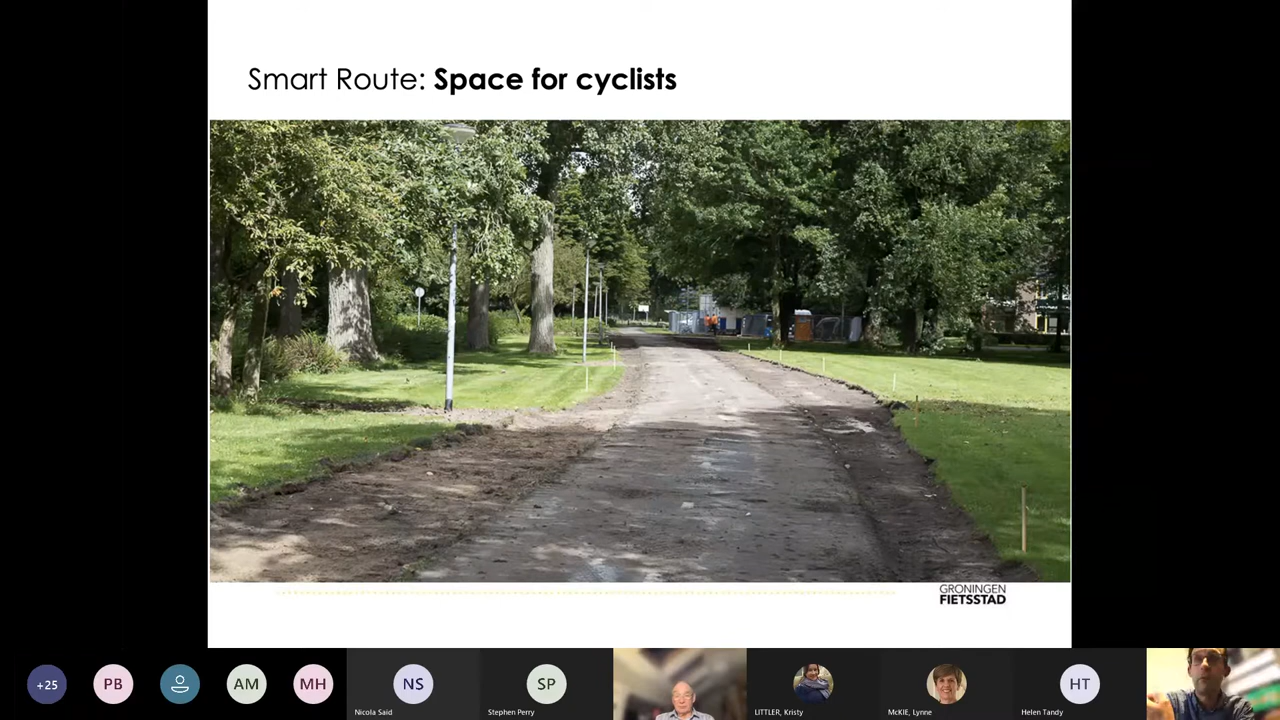 Smart Route: Space for cyclists
GRONINGEN
FIETSSTAD
+25
PB
AM
MH
NS
Nicola Said
SP
Stephen Perry
LITTLER, Kristy
McKIE, Lynne
HT
Helen Tandy